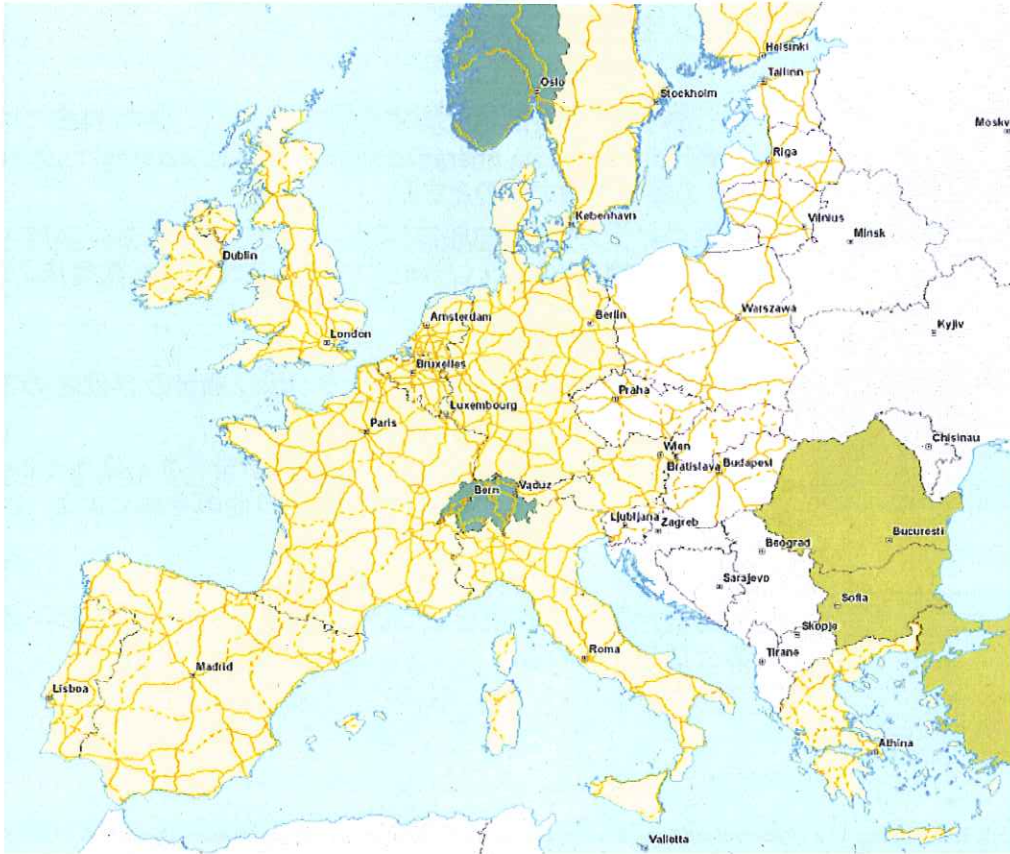 Helsinki
Tallinn
Oslo
Stockholm
Moskv
Riga
København
Vilnius
Minsk
Dublin
Amsterdam
Berlin
Warszawa
London
Kyjiv
Bruxelles
Praha
Luxembourg
Paris
Chisinau
Wien
Bratislava
Budapest
Vaduz
Bern
Ljubljana
Zagreb
Bucuresti
Beograd
Sarajevo
Sofia
Skopje
Roma
Tirane
Madrid
Lisboa
Athina
Valletta